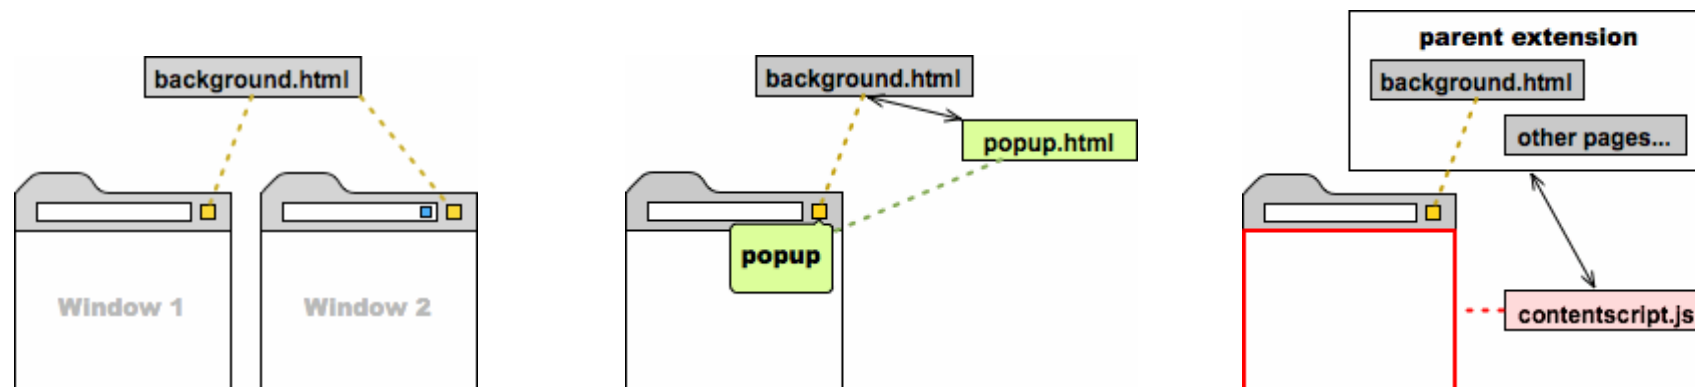 background.html
Window 1
Window 2
background.html
popup.html
popup
parent extension
background.html
other pages...
contentscript.js